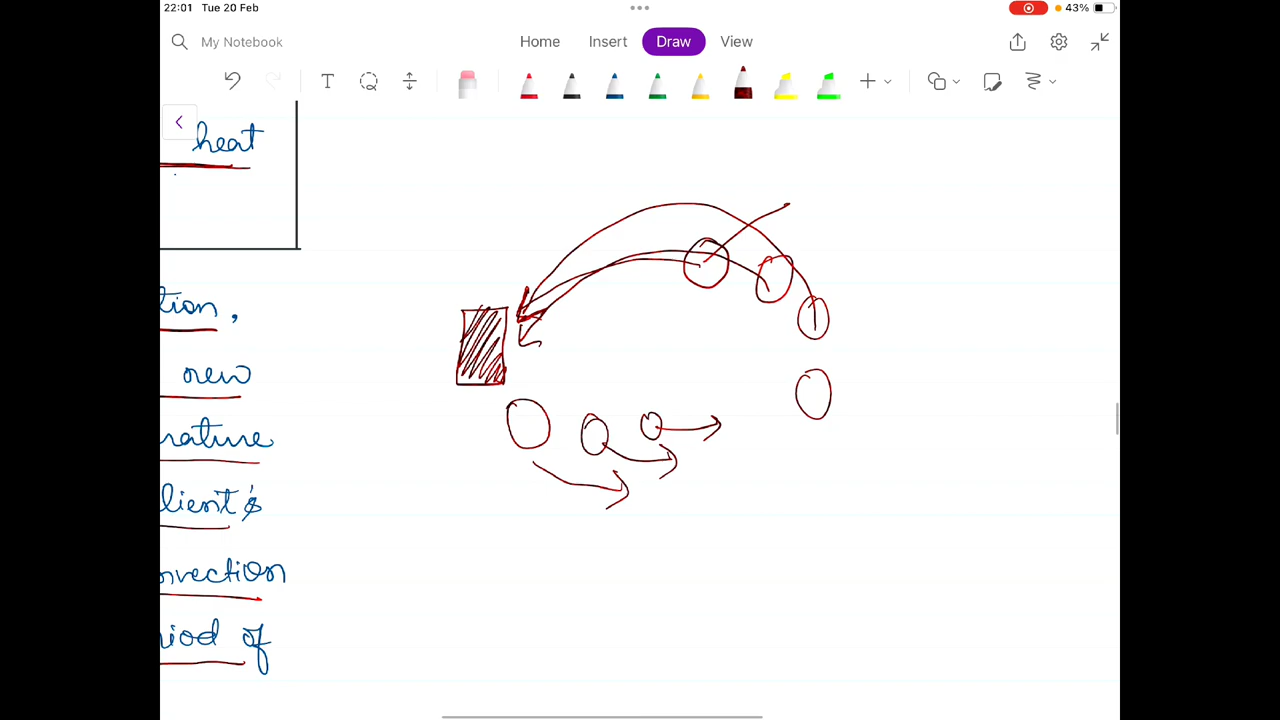 22:01 Tue 20 Feb
43%
My Notebook
Home Insert Draw View
T
heat
tion,
new
rature
lient's
nvection
riod of